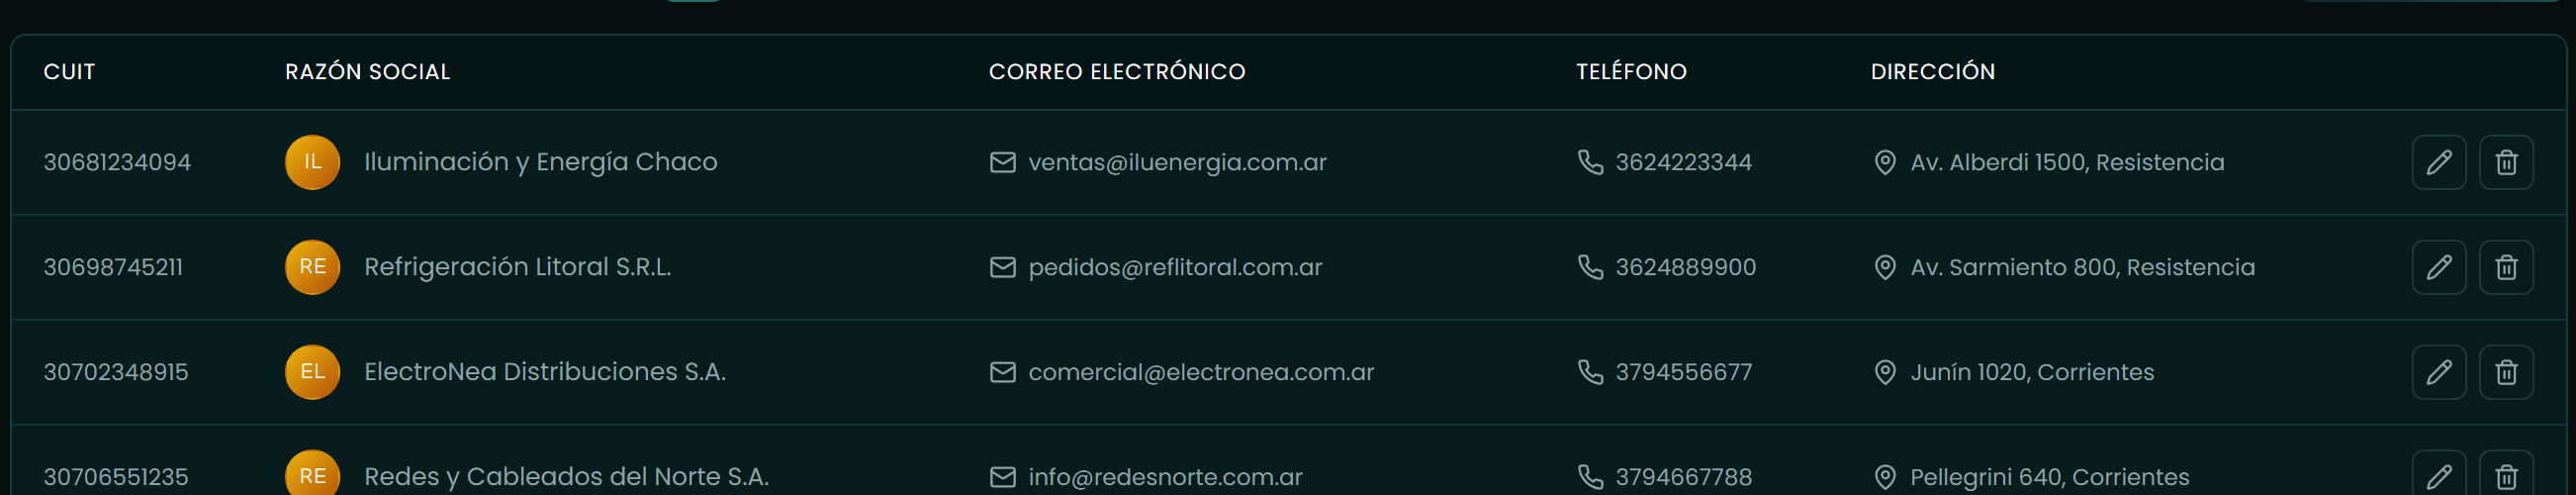 CUIT RAZÓN SOCIAL CORREO ELECTRÓNICO TELÉFONO DIRECCIÓN
30681234094 IL Iluminación y Energía Chaco ventas@iluenergia.com.ar 3624223344 Av. Alberdi 1500, Resistencia
30698745211 RE Refrigeración Litoral S.R.L. pedidos@reflitoral.com.ar 3624889900 Av. Sarmiento 800, Resistencia
30702348915 EL ElectroNea Distribuciones S.A. comercial@electronea.com.ar 3794556677 Junín 1020, Corrientes
30706551235 RE Redes y Cableados del Norte S.A. info@redesnorte.com.ar 3794667788 Pellegrini 640, Corrientes